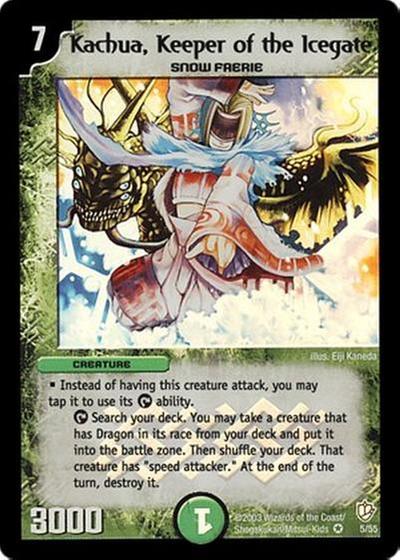 7 Kachua, Keeper of the Icegate
SNOW FAERIE
illus. Eiji Kaneda
CREATURE
▪ Instead of having this creature attack, you may
tap it to use its ability.
Search your deck. You may take a creature that
has Dragon in its race from your deck and put it
into the battle zone. Then shuffle your deck. That
creature has "speed attacker." At the end of the
turn, destroy it.
3000
1
©2003 Wizards of the Coast/
Shogakukan/Mitsui-Kids 5/55